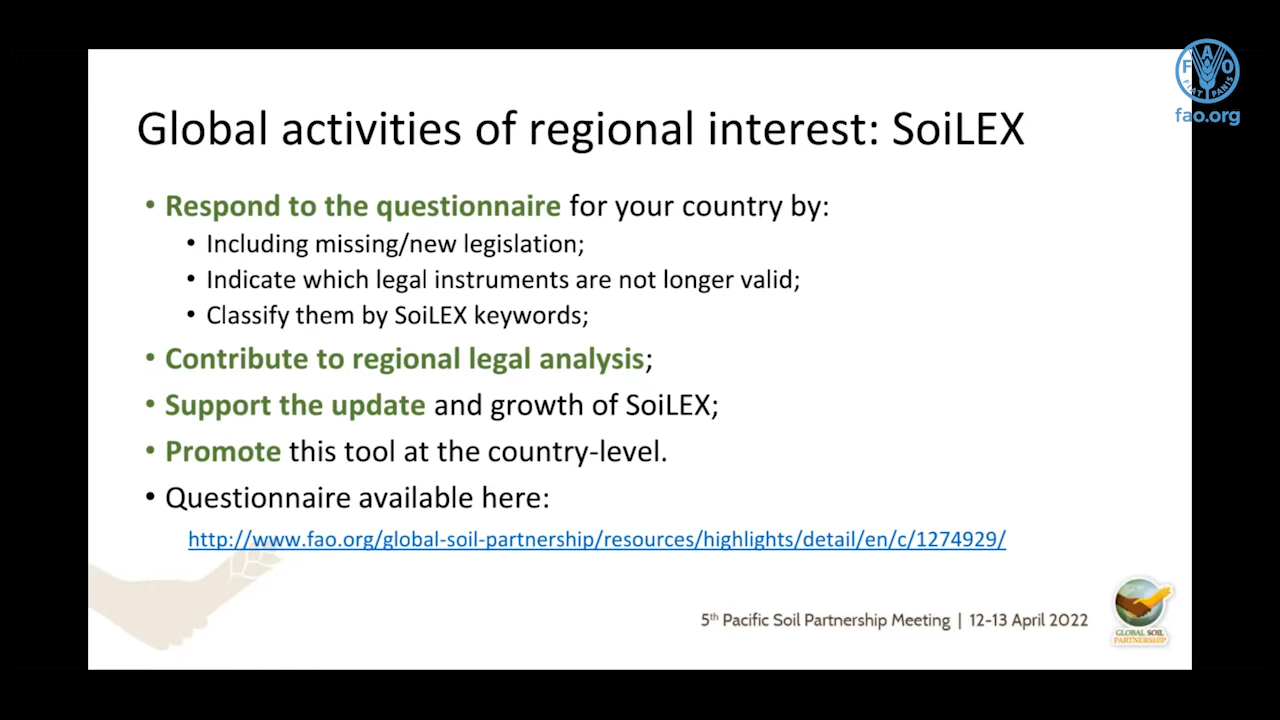 F A O
FIAT PANIS
fao.org
Global activities of regional interest: SoiLEX
• Respond to the questionnaire for your country by:
• Including missing/new legislation;
• Indicate which legal instruments are not longer valid;
• Classify them by SoiLEX keywords;
• Contribute to regional legal analysis;
• Support the update and growth of SoiLEX;
• Promote this tool at the country-level.
• Questionnaire available here:
http://www.fao.org/global-soil-partnership/resources/highlights/detail/en/c/1274929/
5th Pacific Soil Partnership Meeting | 12-13 April 2022
GLOBAL SOIL
PARTNERSHIP